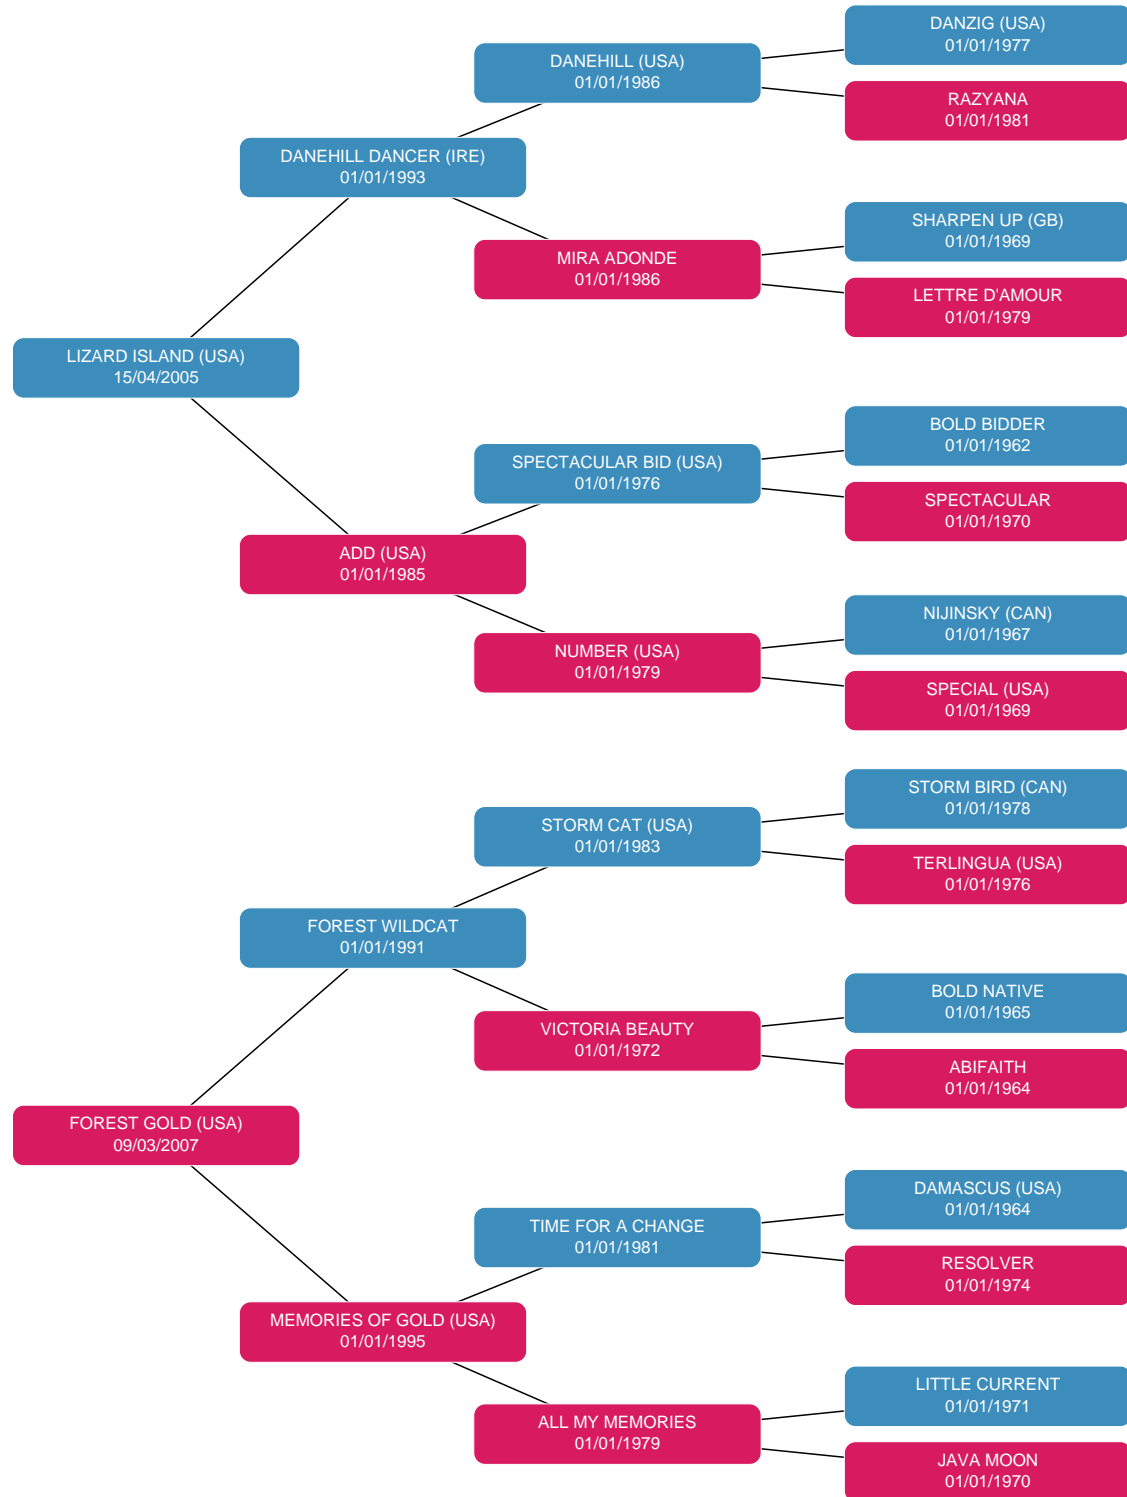 DANZIG (USA)
01/01/1977
DANEHILL (USA)
01/01/1986
RAZYANA
01/01/1981
DANEHILL DANCER (IRE)
01/01/1993
SHARPEN UP (GB)
01/01/1969
MIRA ADONDE
01/01/1986
LETTRE D'AMOUR
01/01/1979
LIZARD ISLAND (USA)
15/04/2005
BOLD BIDDER
01/01/1962
SPECTACULAR BID (USA)
01/01/1976
SPECTACULAR
01/01/1970
ADD (USA)
01/01/1985
NIJINSKY (CAN)
01/01/1967
NUMBER (USA)
01/01/1979
SPECIAL (USA)
01/01/1969
STORM BIRD (CAN)
01/01/1978
STORM CAT (USA)
01/01/1983
TERLINGUA (USA)
01/01/1976
FOREST WILDCAT
01/01/1991
BOLD NATIVE
01/01/1965
VICTORIA BEAUTY
01/01/1972
ABIFAITH
01/01/1964
FOREST GOLD (USA)
09/03/2007
DAMASCUS (USA)
01/01/1964
TIME FOR A CHANGE
01/01/1981
RESOLVER
01/01/1974
MEMORIES OF GOLD (USA)
01/01/1995
LITTLE CURRENT
01/01/1971
ALL MY MEMORIES
01/01/1979
JAVA MOON
01/01/1970